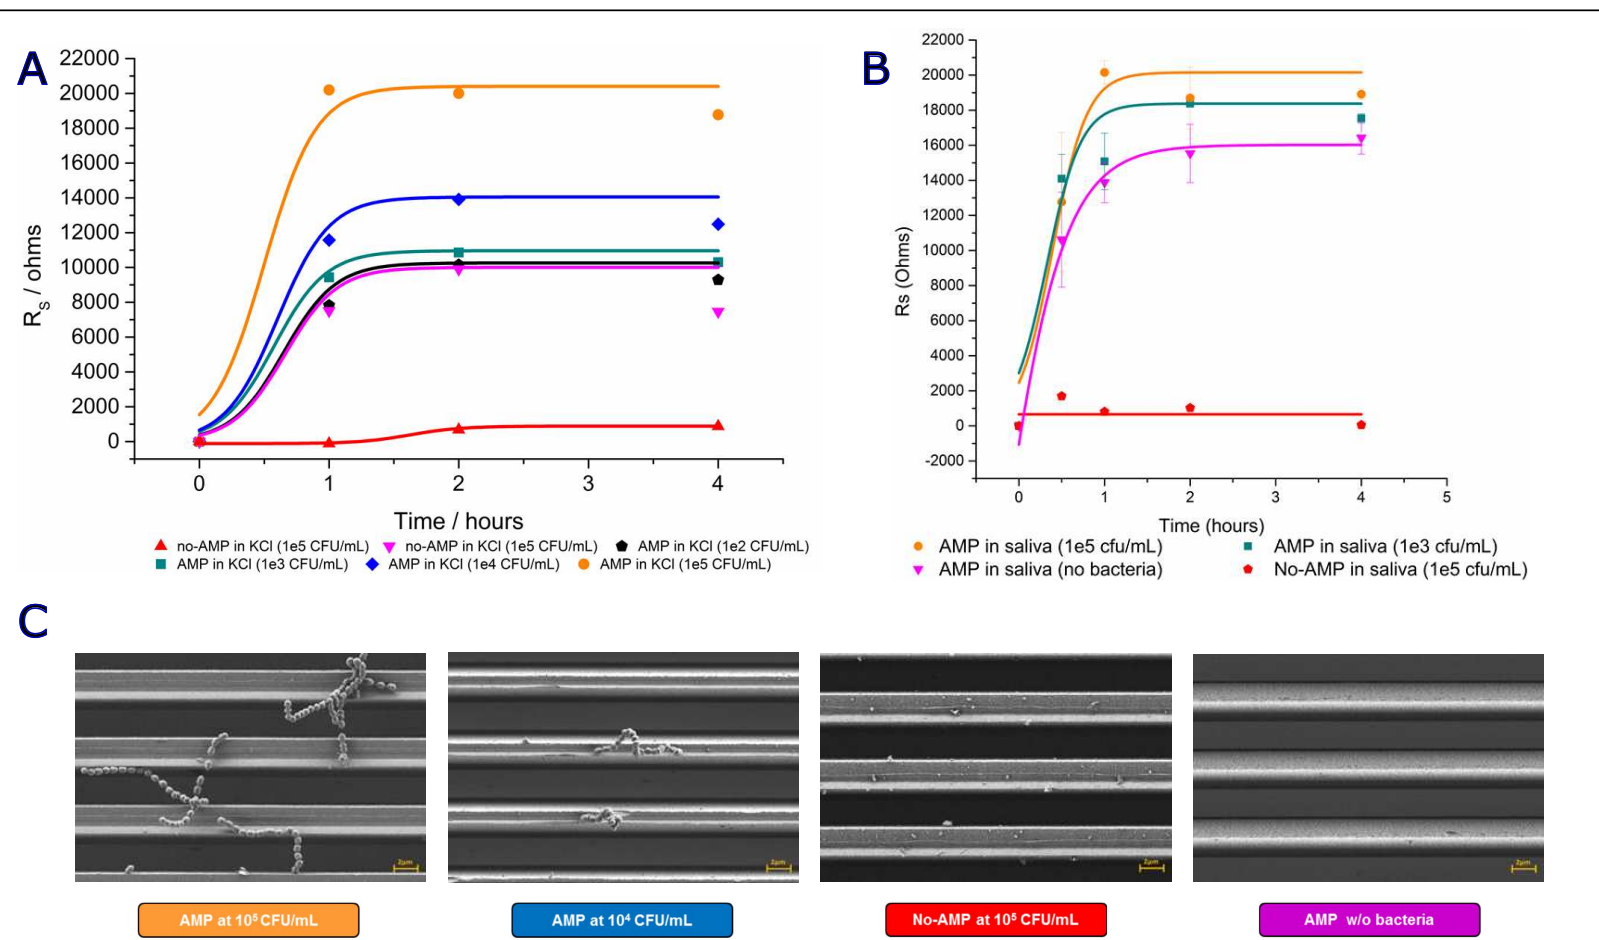 A
22000
20000
18000
16000
14000
12000
10000
8000
6000
4000
2000
0
Rs / ohms
0 1 2 3 4
Time / hours
no-AMP in KCl (1e5 CFU/mL) no-AMP in KCl (1e5 CFU/mL) AMP in KCl (1e2 CFU/mL)
AMP in KCl (1e3 CFU/mL) AMP in KCl (1e4 CFU/mL) AMP in KCl (1e5 CFU/mL)
B
22000
20000
18000
16000
14000
12000
10000
8000
6000
4000
2000
0
-2000
Rs (Ohms)
0 1 2 3 4 5
Time (hours)
AMP in saliva (1e5 cfu/mL) AMP in saliva (1e3 cfu/mL)
AMP in saliva (no bacteria) No-AMP in saliva (1e5 cfu/mL)
C
2µm 2µm 2µm 2µm
AMP at 10⁵ CFU/mL AMP at 10⁴ CFU/mL No-AMP at 10⁵ CFU/mL AMP w/o bacteria